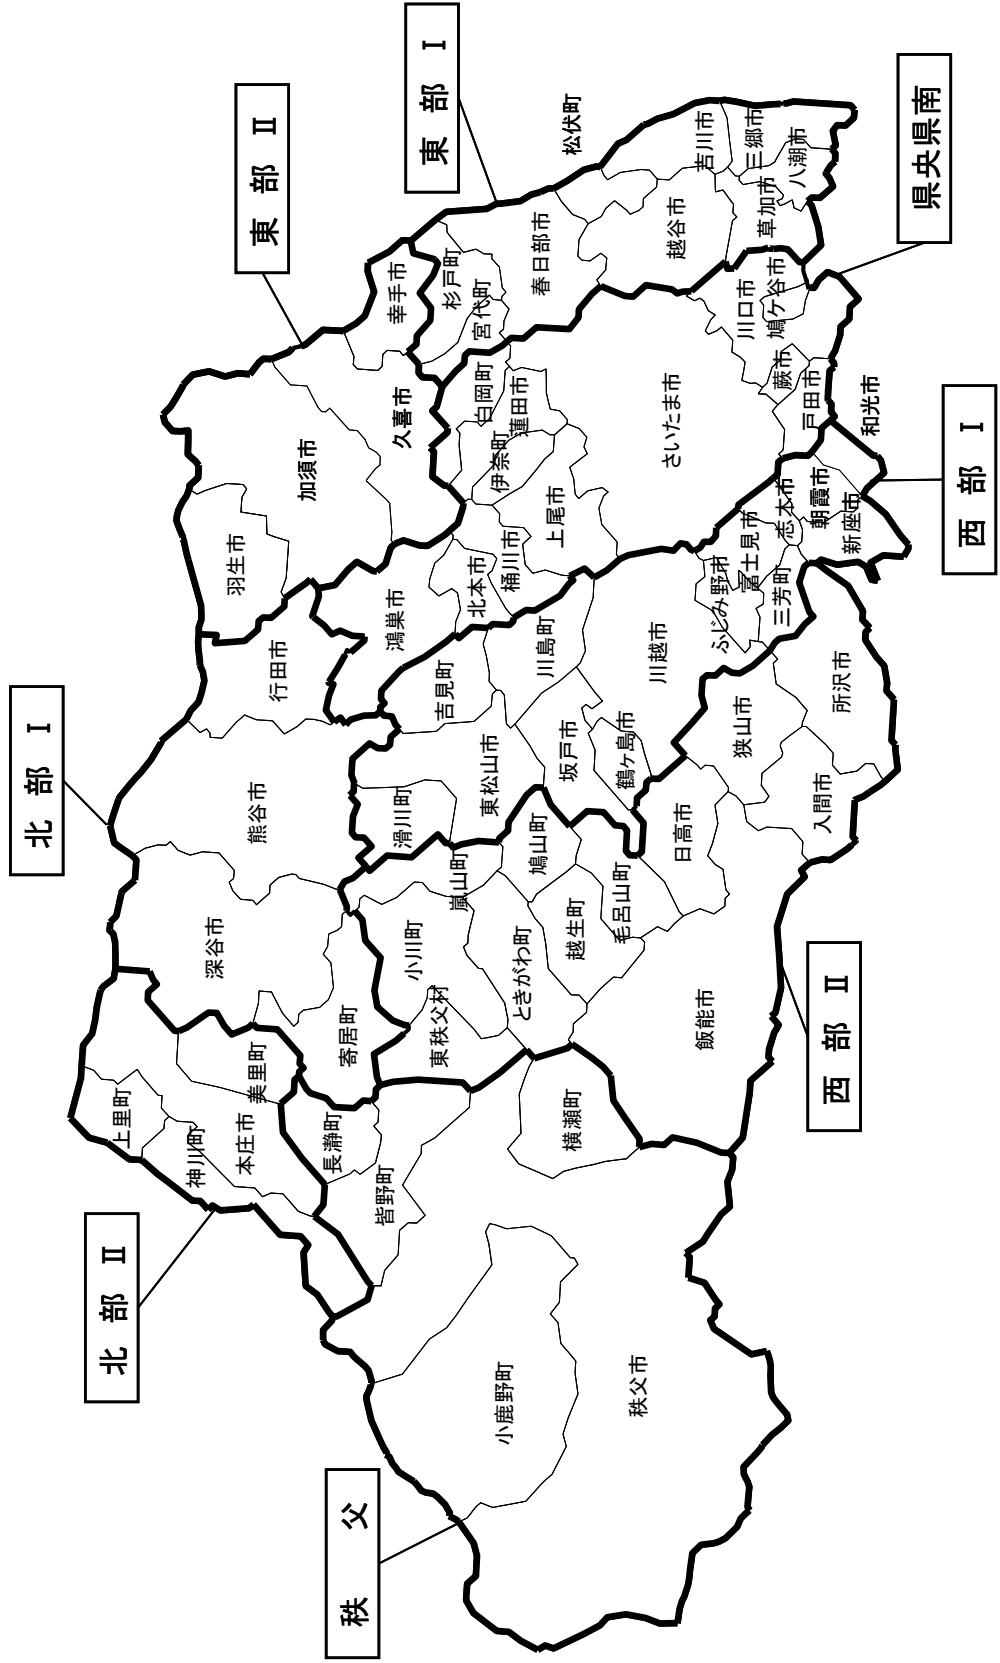 東部Ⅰ
東部Ⅱ
県央県南
西部Ⅰ
北部Ⅰ
西部Ⅱ
北部Ⅱ
秩父
松伏町
吉川市
三郷市
八潮市
草加市
越谷市
春日部市
杉戸町
宮代町
幸手市
久喜市
加須市
羽生市
白岡町
蓮田市
伊奈町
上尾市
桶川市
北本市
鴻巣市
さいたま市
川口市
鳩ヶ谷市
蕨市
戸田市
和光市
朝霞市
志木市
新座市
富士見市
ふじみ野市
三芳町
川越市
川島町
吉見町
東松山市
滑川町
嵐山町
坂戸市
鶴ヶ島市
行田市
熊谷市
深谷市
寄居町
小川町
東秩父村
ときがわ町
鳩山町
越生町
毛呂山町
日高市
狭山市
所沢市
入間市
飯能市
美里町
上里町
神川町
本庄市
長瀞町
皆野町
横瀬町
小鹿野町
秩父市